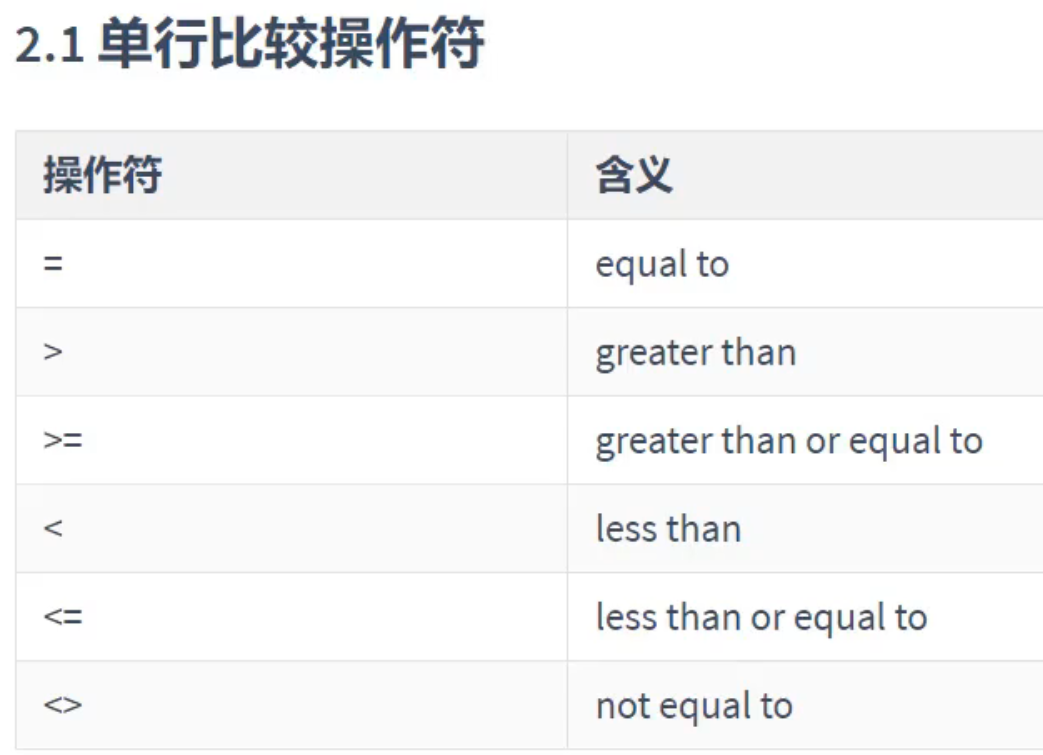 2.1 单行比较操作符
操作符 含义
= equal to
> greater than
>= greater than or equal to
< less than
<= less than or equal to
<> not equal to